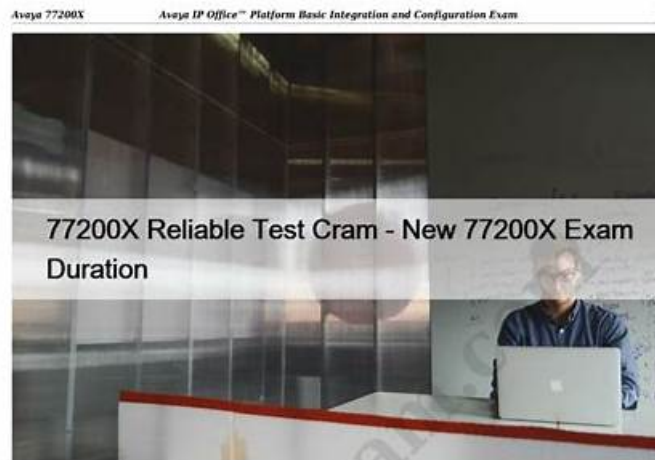 Avaya 77200X Avaya IP Office™ Platform Basic Integration and Configuration Exam
77200X Reliable Test Cram - New 77200X Exam
Duration